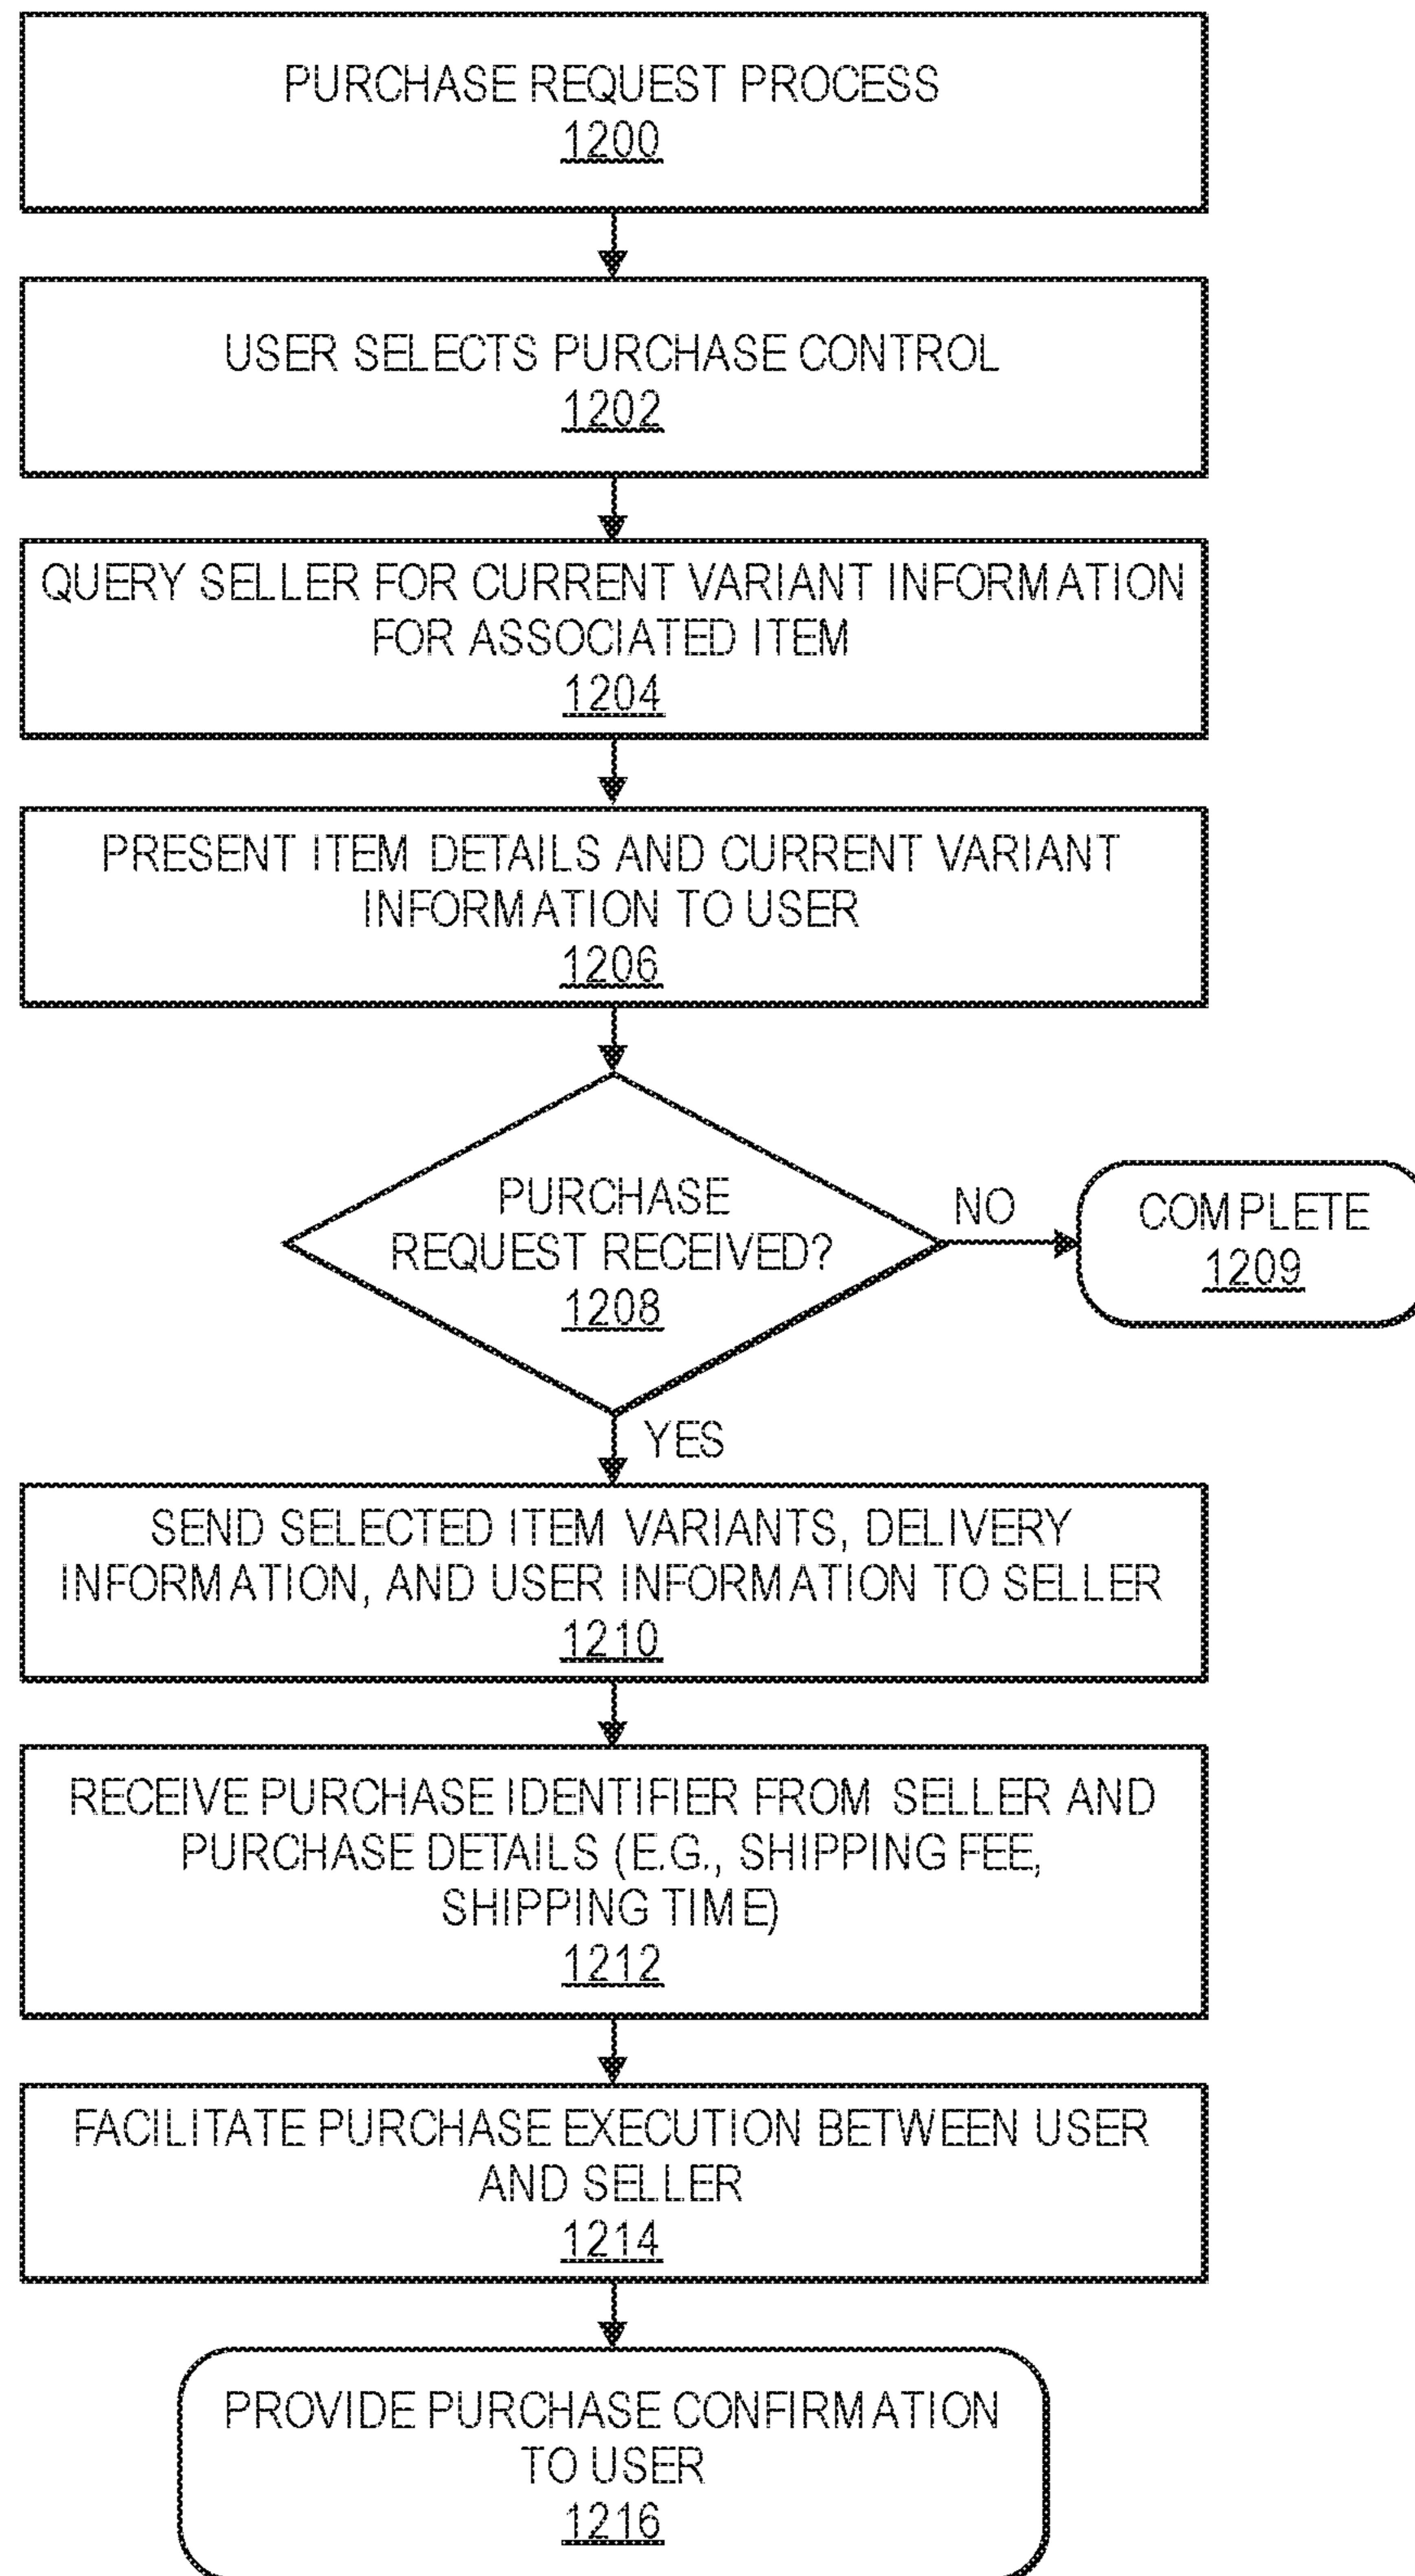 PURCHASE REQUEST PROCESS
1200
USER SELECTS PURCHASE CONTROL
1202
QUERY SELLER FOR CURRENT VARIANT INFORMATION
FOR ASSOCIATED ITEM
1204
PRESENT ITEM DETAILS AND CURRENT VARIANT
INFORMATION TO USER
1206
PURCHASE
REQUEST RECEIVED?
1208
NO
COMPLETE
1209
YES
SEND SELECTED ITEM VARIANTS, DELIVERY
INFORMATION, AND USER INFORMATION TO SELLER
1210
RECEIVE PURCHASE IDENTIFIER FROM SELLER AND
PURCHASE DETAILS (E.G., SHIPPING FEE,
SHIPPING TIME)
1212
FACILITATE PURCHASE EXECUTION BETWEEN USER
AND SELLER
1214
PROVIDE PURCHASE CONFIRMATION
TO USER
1216